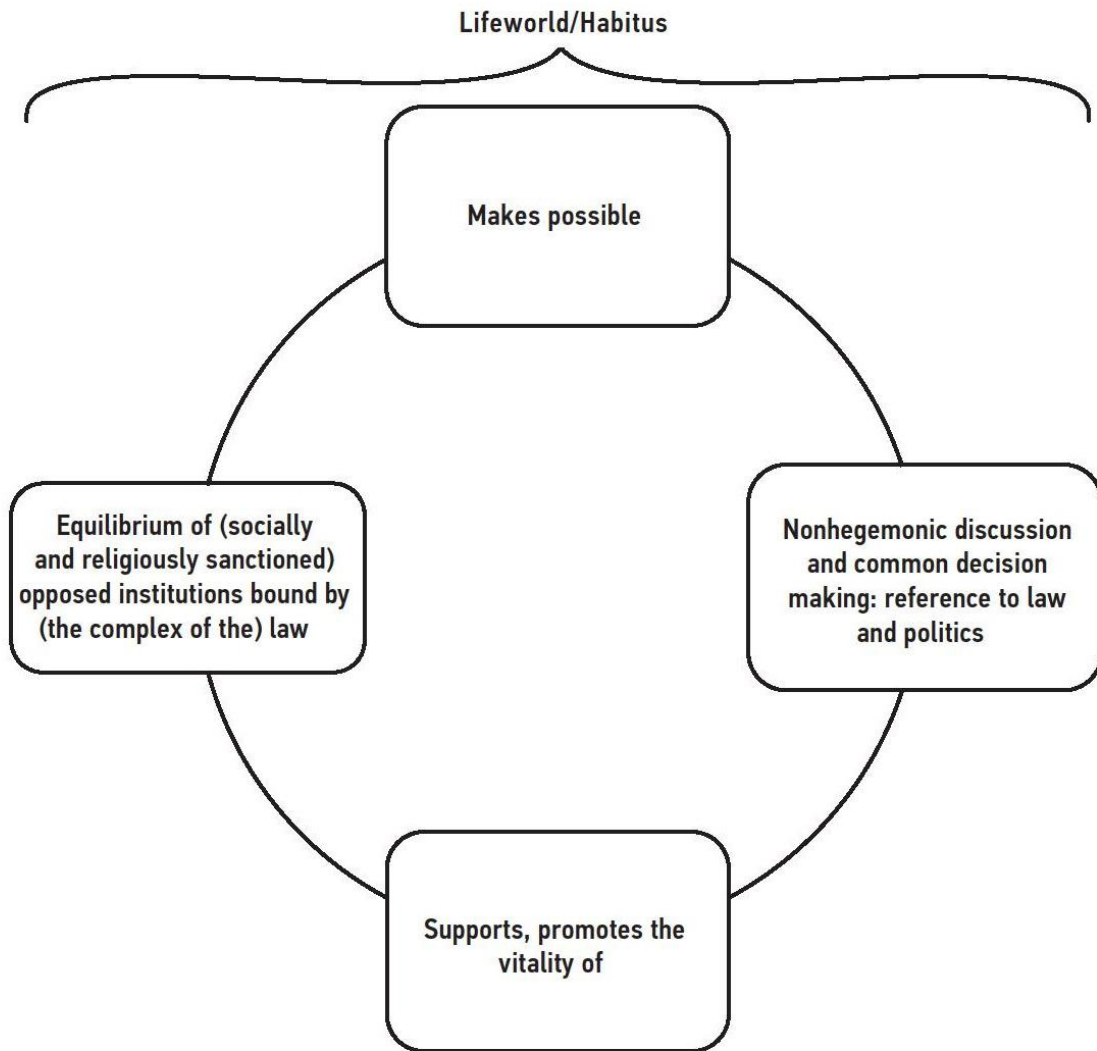 Lifeworld/Habitus
Makes possible
Equilibrium of (socially
and religiously sanctioned)
opposed institutions bound by
(the complex of the) law
Nonhegemonic discussion
and common decision
making: reference to law
and politics
Supports, promotes the
vitality of